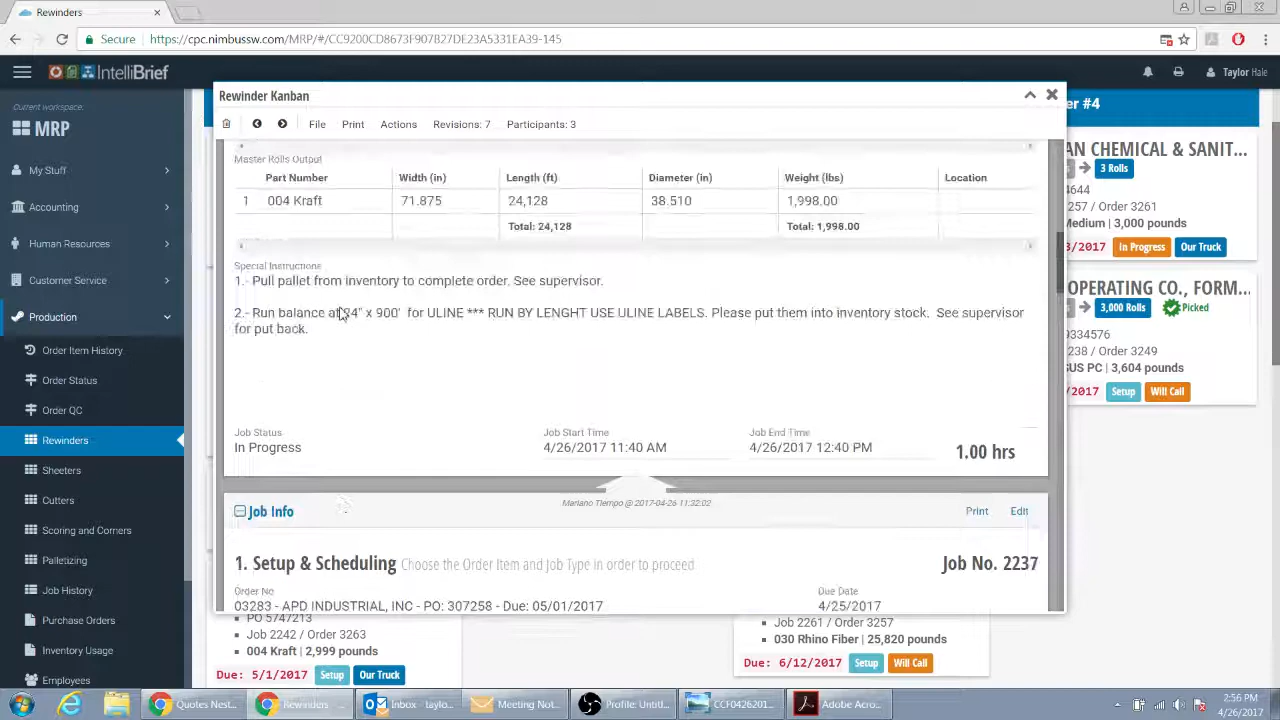 Rewinders
Secure
https://cpc.nimbussw.com/MRP/#/CC9200CD8673F907827DE23A5331EA39-145
IntelliBrief
Taylor Hale
Current workspace:
MRP
My Stuff
Accounting
Human Resources
Customer Service
Production
Order Item History
Order Status
Order QC
Rewinders
Sheeters
Cutters
Scoring and Corners
Palletizing
Job History
Purchase Orders
Inventory Usage
Employees
Rewinder Kanban
File Print Actions Revisions: 7 Participants: 3
Master Rolls Output
Part Number Width (in) Length (ft) Diameter (in) Weight (lbs) Location
1 004 Kraft 71.875 24,128 38.510 1,998.00
Total: 24,128 Total: 1,998.00
Special Instructions
1.- Pull pallet from inventory to complete order. See supervisor.
2.- Run balance at 24" x 900' for ULINE *** RUN BY LENGHT USE ULINE LABELS. Please put them into inventory stock. See supervisor
for put back.
Job Status Job Start Time Job End Time
In Progress 4/26/2017 11:40 AM 4/26/2017 12:40 PM 1.00 hrs
Mariano Tiempo @ 2017-04-26 11:32:02
Job Info Print Edit
1. Setup & Scheduling Choose the Order Item and Job Type in order to proceed. Job No. 2237
Order No Due Date
03283 - APD INDUSTRIAL, INC - PO: 307258 - Due: 05/01/2017 4/25/2017
PO 5747213
Job 2242 / Order 3263
004 Kraft | 2,999 pounds
Due: 5/1/2017 Setup Our Truck
Job 2261 / Order 3257
030 Rhino Fiber | 25,820 pounds
Due: 6/12/2017 Setup Will Call
er #4
AN CHEMICAL & SANIT...
3 Rolls
4644
257 / Order 3261
Medium | 3,000 pounds
3/2017 In Progress Our Truck
OPERATING CO., FORM...
3,000 Rolls Picked
9334576
238 / Order 3249
GUS PC | 3,604 pounds
/2017 Setup Will Call
Quotes Nest...
Rewinders ...
Inbox - taylo...
Meeting Not...
Profile: Untitl...
CCF0426201...
Adobe Acro...
2:56 PM
4/26/2017